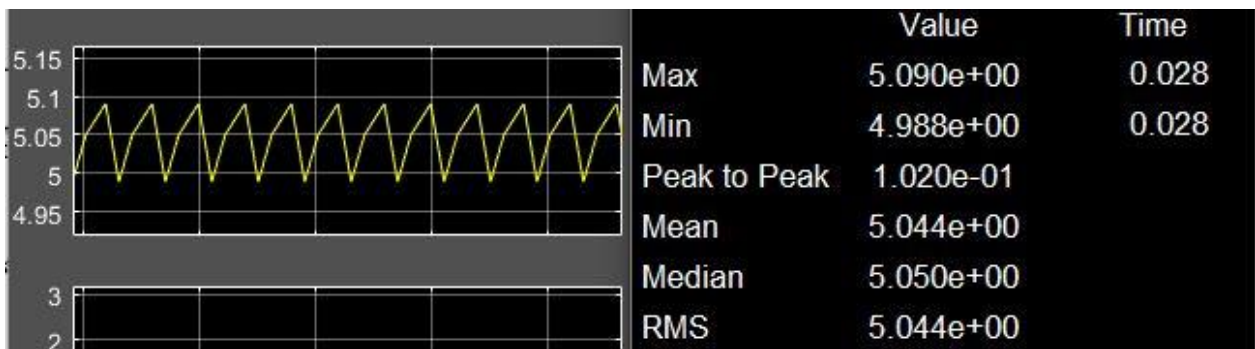 5.15
5.1
5.05
5
4.95
3
2
Value Time
Max 5.090e+00 0.028
Min 4.988e+00 0.028
Peak to Peak 1.020e-01
Mean 5.044e+00
Median 5.050e+00
RMS 5.044e+00